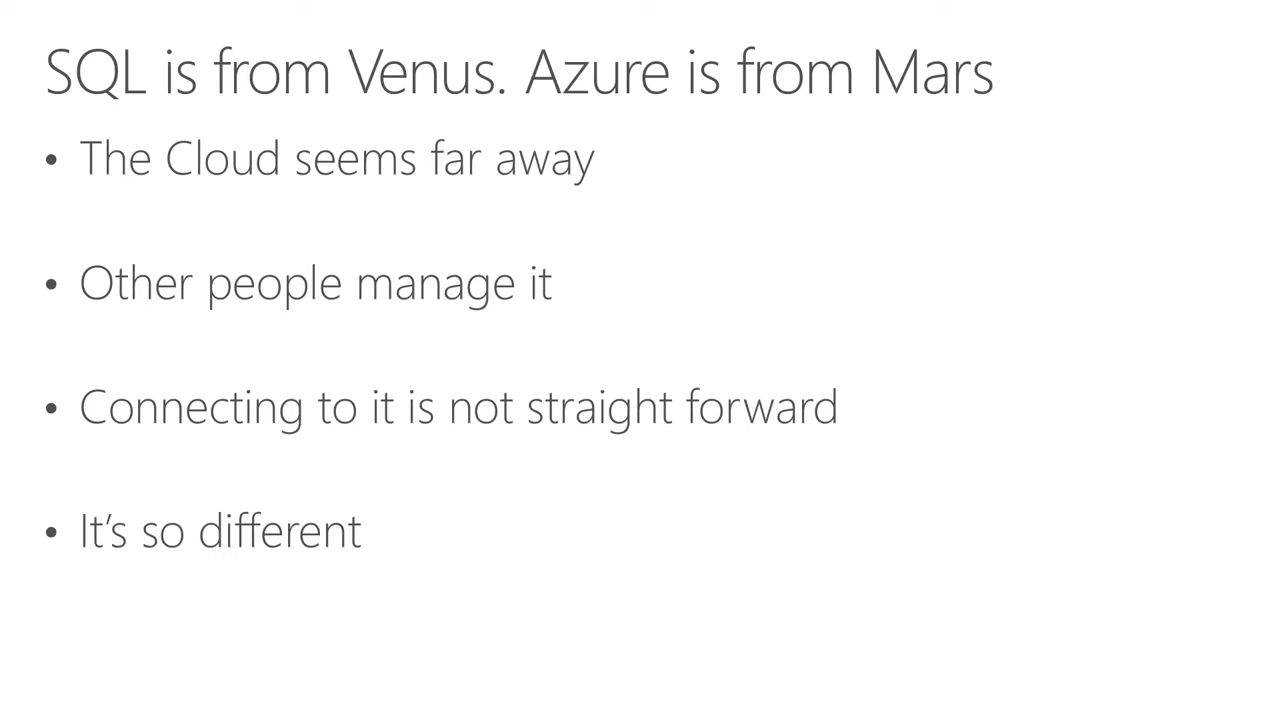 SQL is from Venus. Azure is from Mars
• The Cloud seems far away
• Other people manage it
• Connecting to it is not straight forward
• It's so different